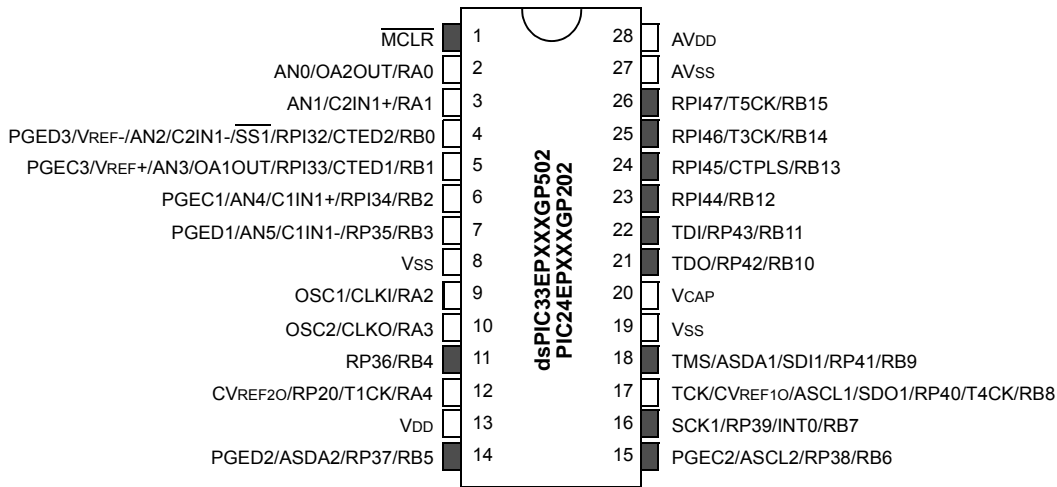 MCLR 1 28 AVDD
AN0/OA2OUT/RA0 2 27 AVSS
AN1/C2IN1+/RA1 3 26 RPI47/T5CK/RB15
PGED3/VREF-/AN2/C2IN1-/SS1/RPI32/CTED2/RB0 4 25 RPI46/T3CK/RB14
PGEC3/VREF+/AN3/OA1OUT/RPI33/CTED1/RB1 5 24 RPI45/CTPLS/RB13
PGEC1/AN4/C1IN1+/RPI34/RB2 6 23 RPI44/RB12
PGED1/AN5/C1IN1-/RP35/RB3 7 22 TDI/RP43/RB11
VSS 8 21 TDO/RP42/RB10
OSC1/CLKI/RA2 9 20 VCAP
OSC2/CLKO/RA3 10 19 VSS
RP36/RB4 11 18 TMS/ASDA1/SDI1/RP41/RB9
CVREF2O/RP20/T1CK/RA4 12 17 TCK/CVREF1O/ASCL1/SDO1/RP40/T4CK/RB8
VDD 13 16 SCK1/RP39/INT0/RB7
PGED2/ASDA2/RP37/RB5 14 15 PGEC2/ASCL2/RP38/RB6
dsPIC33EPXXXGP502
PIC24EPXXXGP202